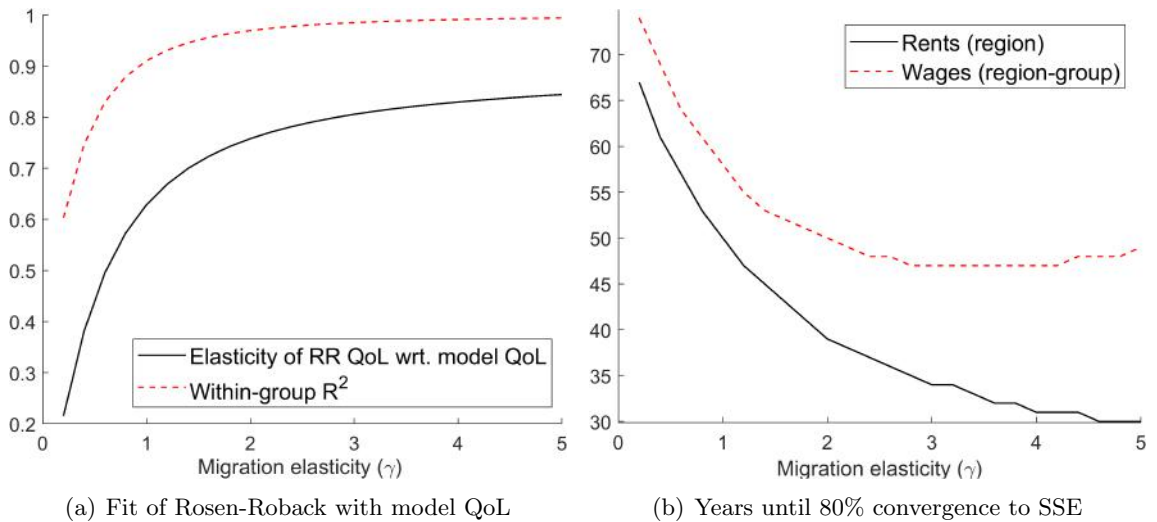 1
0.9
0.8
0.7
0.6
0.5
0.4
0.3
0.2
Elasticity of RR QoL wrt. model QoL
Within-group R²
0 1 2 3 4 5
Migration elasticity (γ)
(a) Fit of Rosen-Roback with model QoL
70
65
60
55
50
45
40
35
30
Rents (region)
Wages (region-group)
0 1 2 3 4 5
Migration elasticity (γ)
(b) Years until 80% convergence to SSE